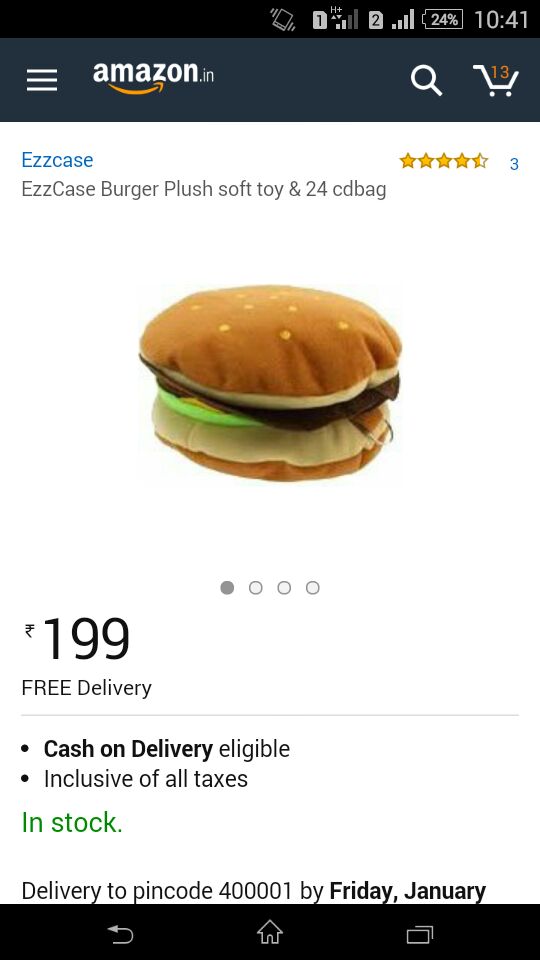 1 H+ 2 24% 10:41
amazon.in 13
Ezzcase 3
EzzCase Burger Plush soft toy & 24 cdbag
₹199
FREE Delivery
• Cash on Delivery eligible
• Inclusive of all taxes
In stock.
Delivery to pincode 400001 by Friday, January